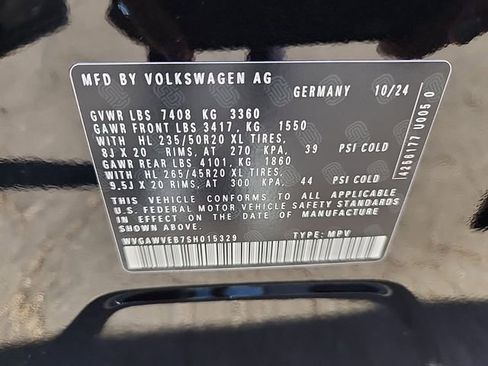 MFD BY VOLKSWAGEN AG
GERMANY 10/24
GVWR LBS 7408 KG 3360
GAWR FRONT LBS 3417, KG 1550
WITH HL 235/50R20 XL TIRES,
8J X 20 RIMS, AT 270 KPA, 39 PSI COLD
GAWR REAR LBS 4101, KG 1860
WITH HL 265/45R20 XL TIRES,
9.5J X 20 RIMS, AT 300 KPA, 44 PSI COLD
THIS VEHICLE CONFORMS TO ALL APPLICABLE
U.S. FEDERAL MOTOR VEHICLE SAFETY STANDARDS
IN EFFECT ON THE DATE OF MANUFACTURE
SHOWN ABOVE.
WVGAWVEB7SH015329 TYPE: MPV
U005 0